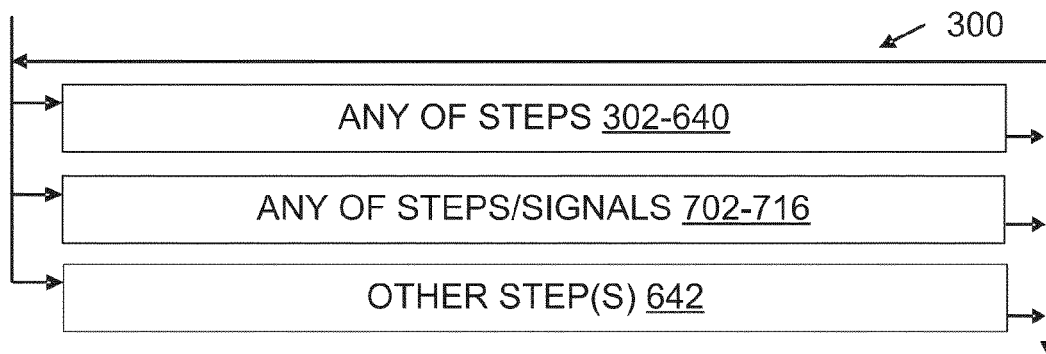 300
ANY OF STEPS 302-640
ANY OF STEPS/SIGNALS 702-716
OTHER STEP(S) 642